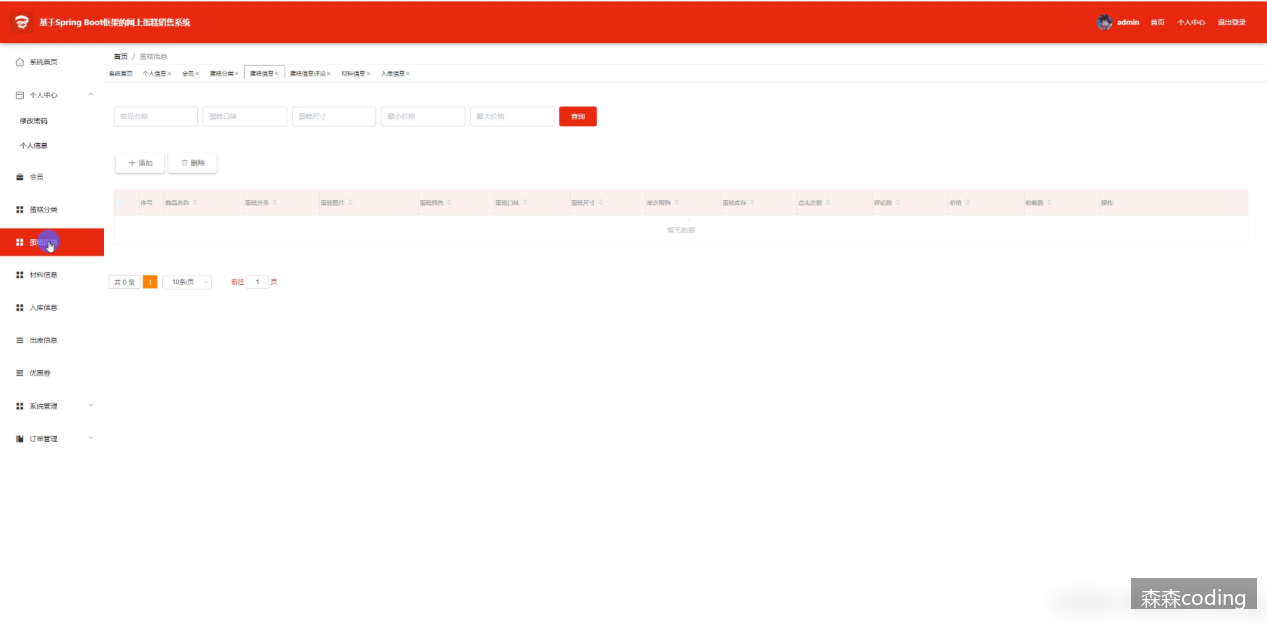 基于Spring Boot框架的网上蛋糕销售系统
admin 首页 个人中心 退出登录
系统首页
个人中心
修改密码
个人信息
会员
蛋糕分类
蛋糕信息
材料信息
入库信息
出库信息
优惠券
系统管理
订单管理
首页 / 蛋糕信息
系统首页 个人信息× 会员× 蛋糕分类× 蛋糕信息× 蛋糕信息评论× 材料信息× 入库信息×
商品名称 蛋糕口味 蛋糕尺寸 最小价格 最大价格 查询
+ 添加 删除
序号 商品名称 蛋糕分类 蛋糕图片 蛋糕颜色 蛋糕口味 蛋糕尺寸 单次限购 蛋糕库存 点击次数 评论数 价格 收藏数 操作
暂无数据
共 0 条 1 10条/页 前往 1 页
森森coding